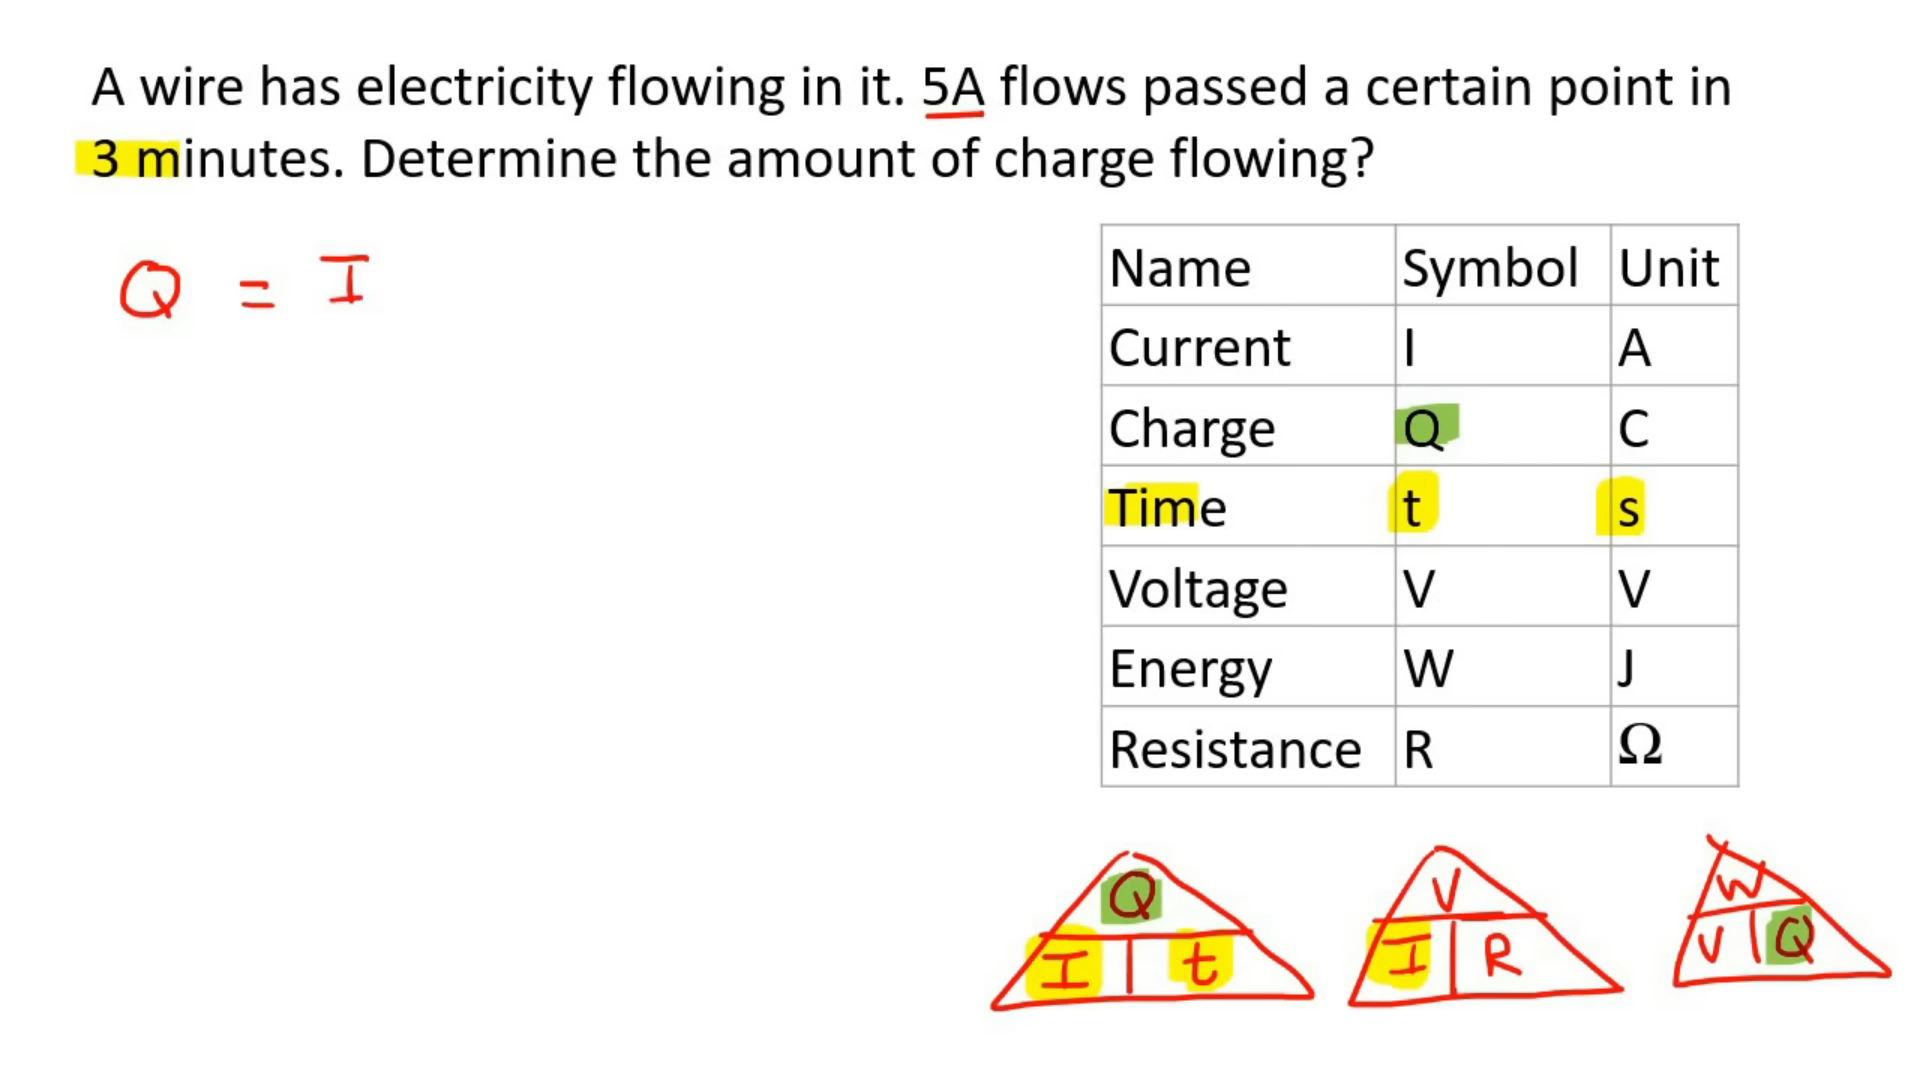 A wire has electricity flowing in it. 5A flows passed a certain point in
3 minutes. Determine the amount of charge flowing?
Q = I
Name Symbol Unit
Current I A
Charge Q C
Time t s
Voltage V V
Energy W J
Resistance R Ω
Q
I t
V
I R
W
V Q